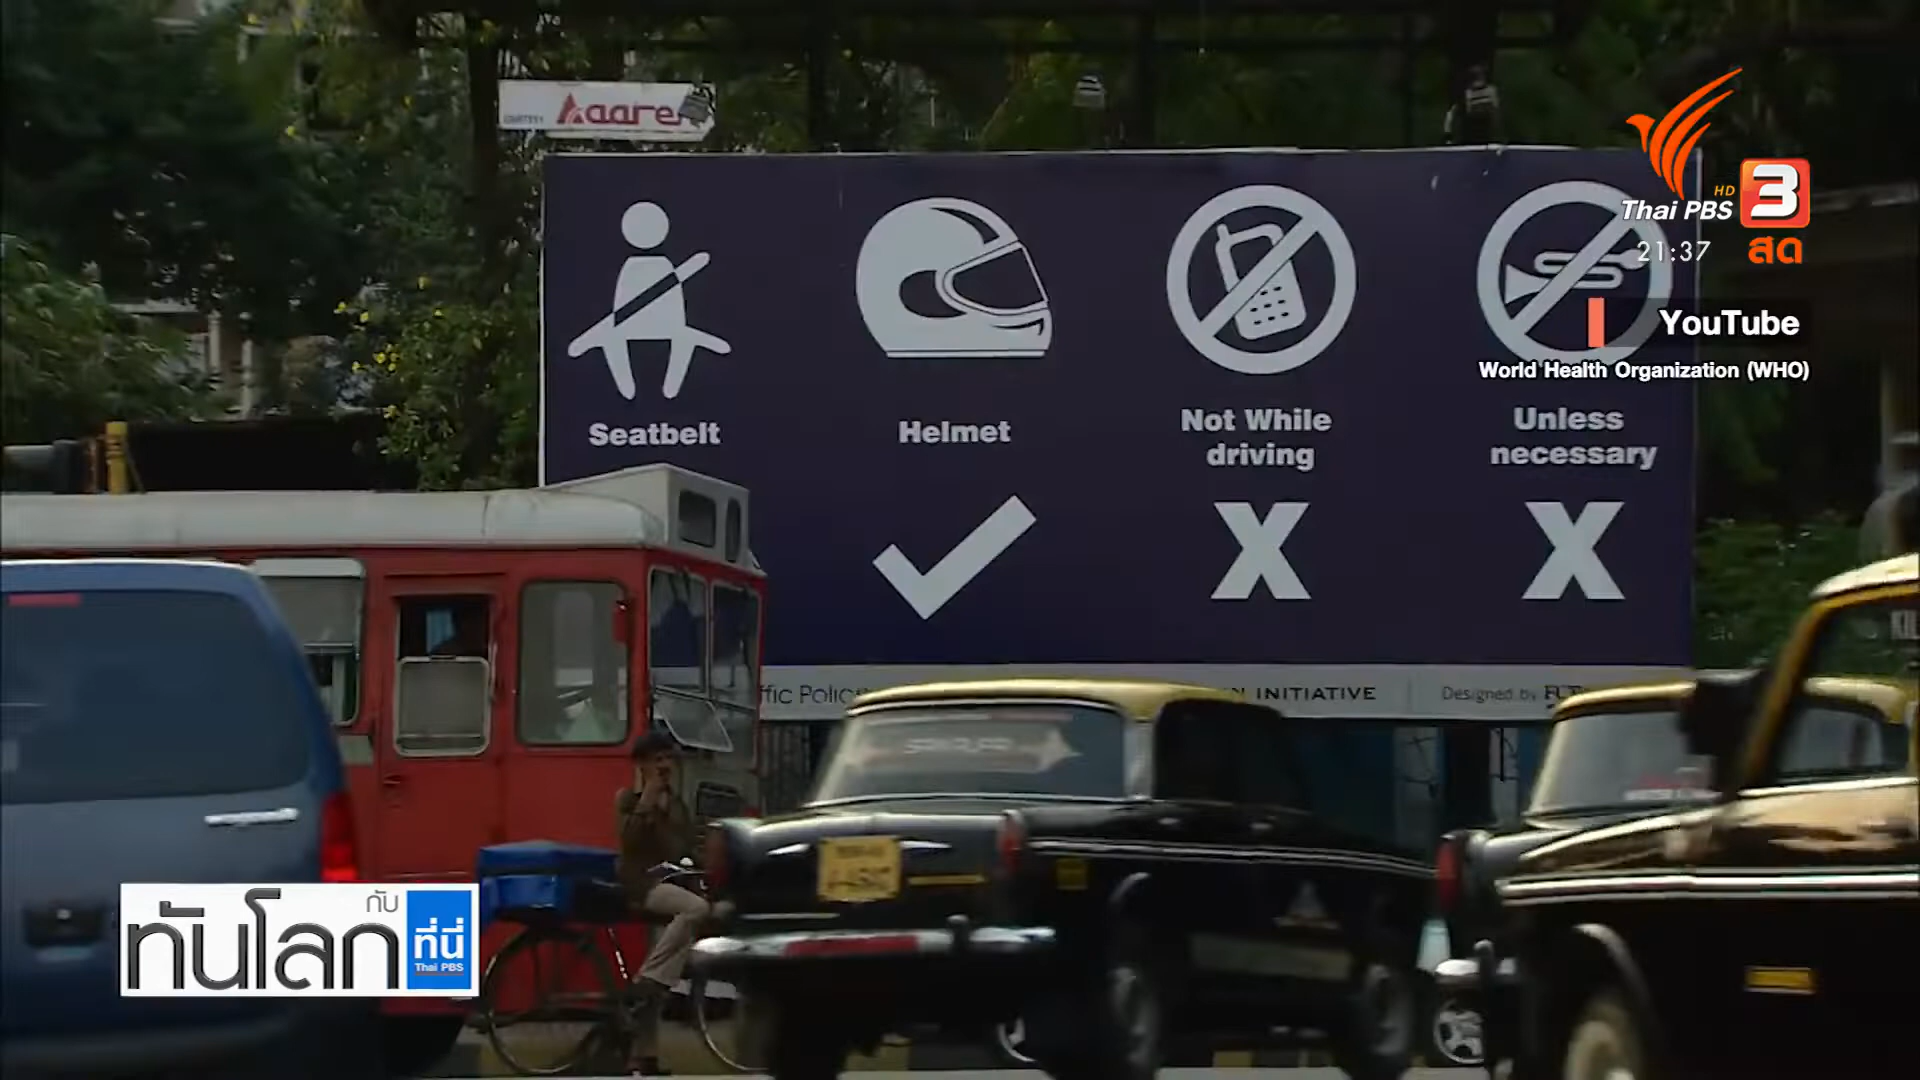 Aaren
HD
Thai PBS
3
21:37
สด
YouTube
World Health Organization (WHO)
Seatbelt
Helmet
Not While
driving
Unless
necessary
X
X
INITIATIVE
Designed by
ทันโลก
กับ
ที่นี่
Thai PBS